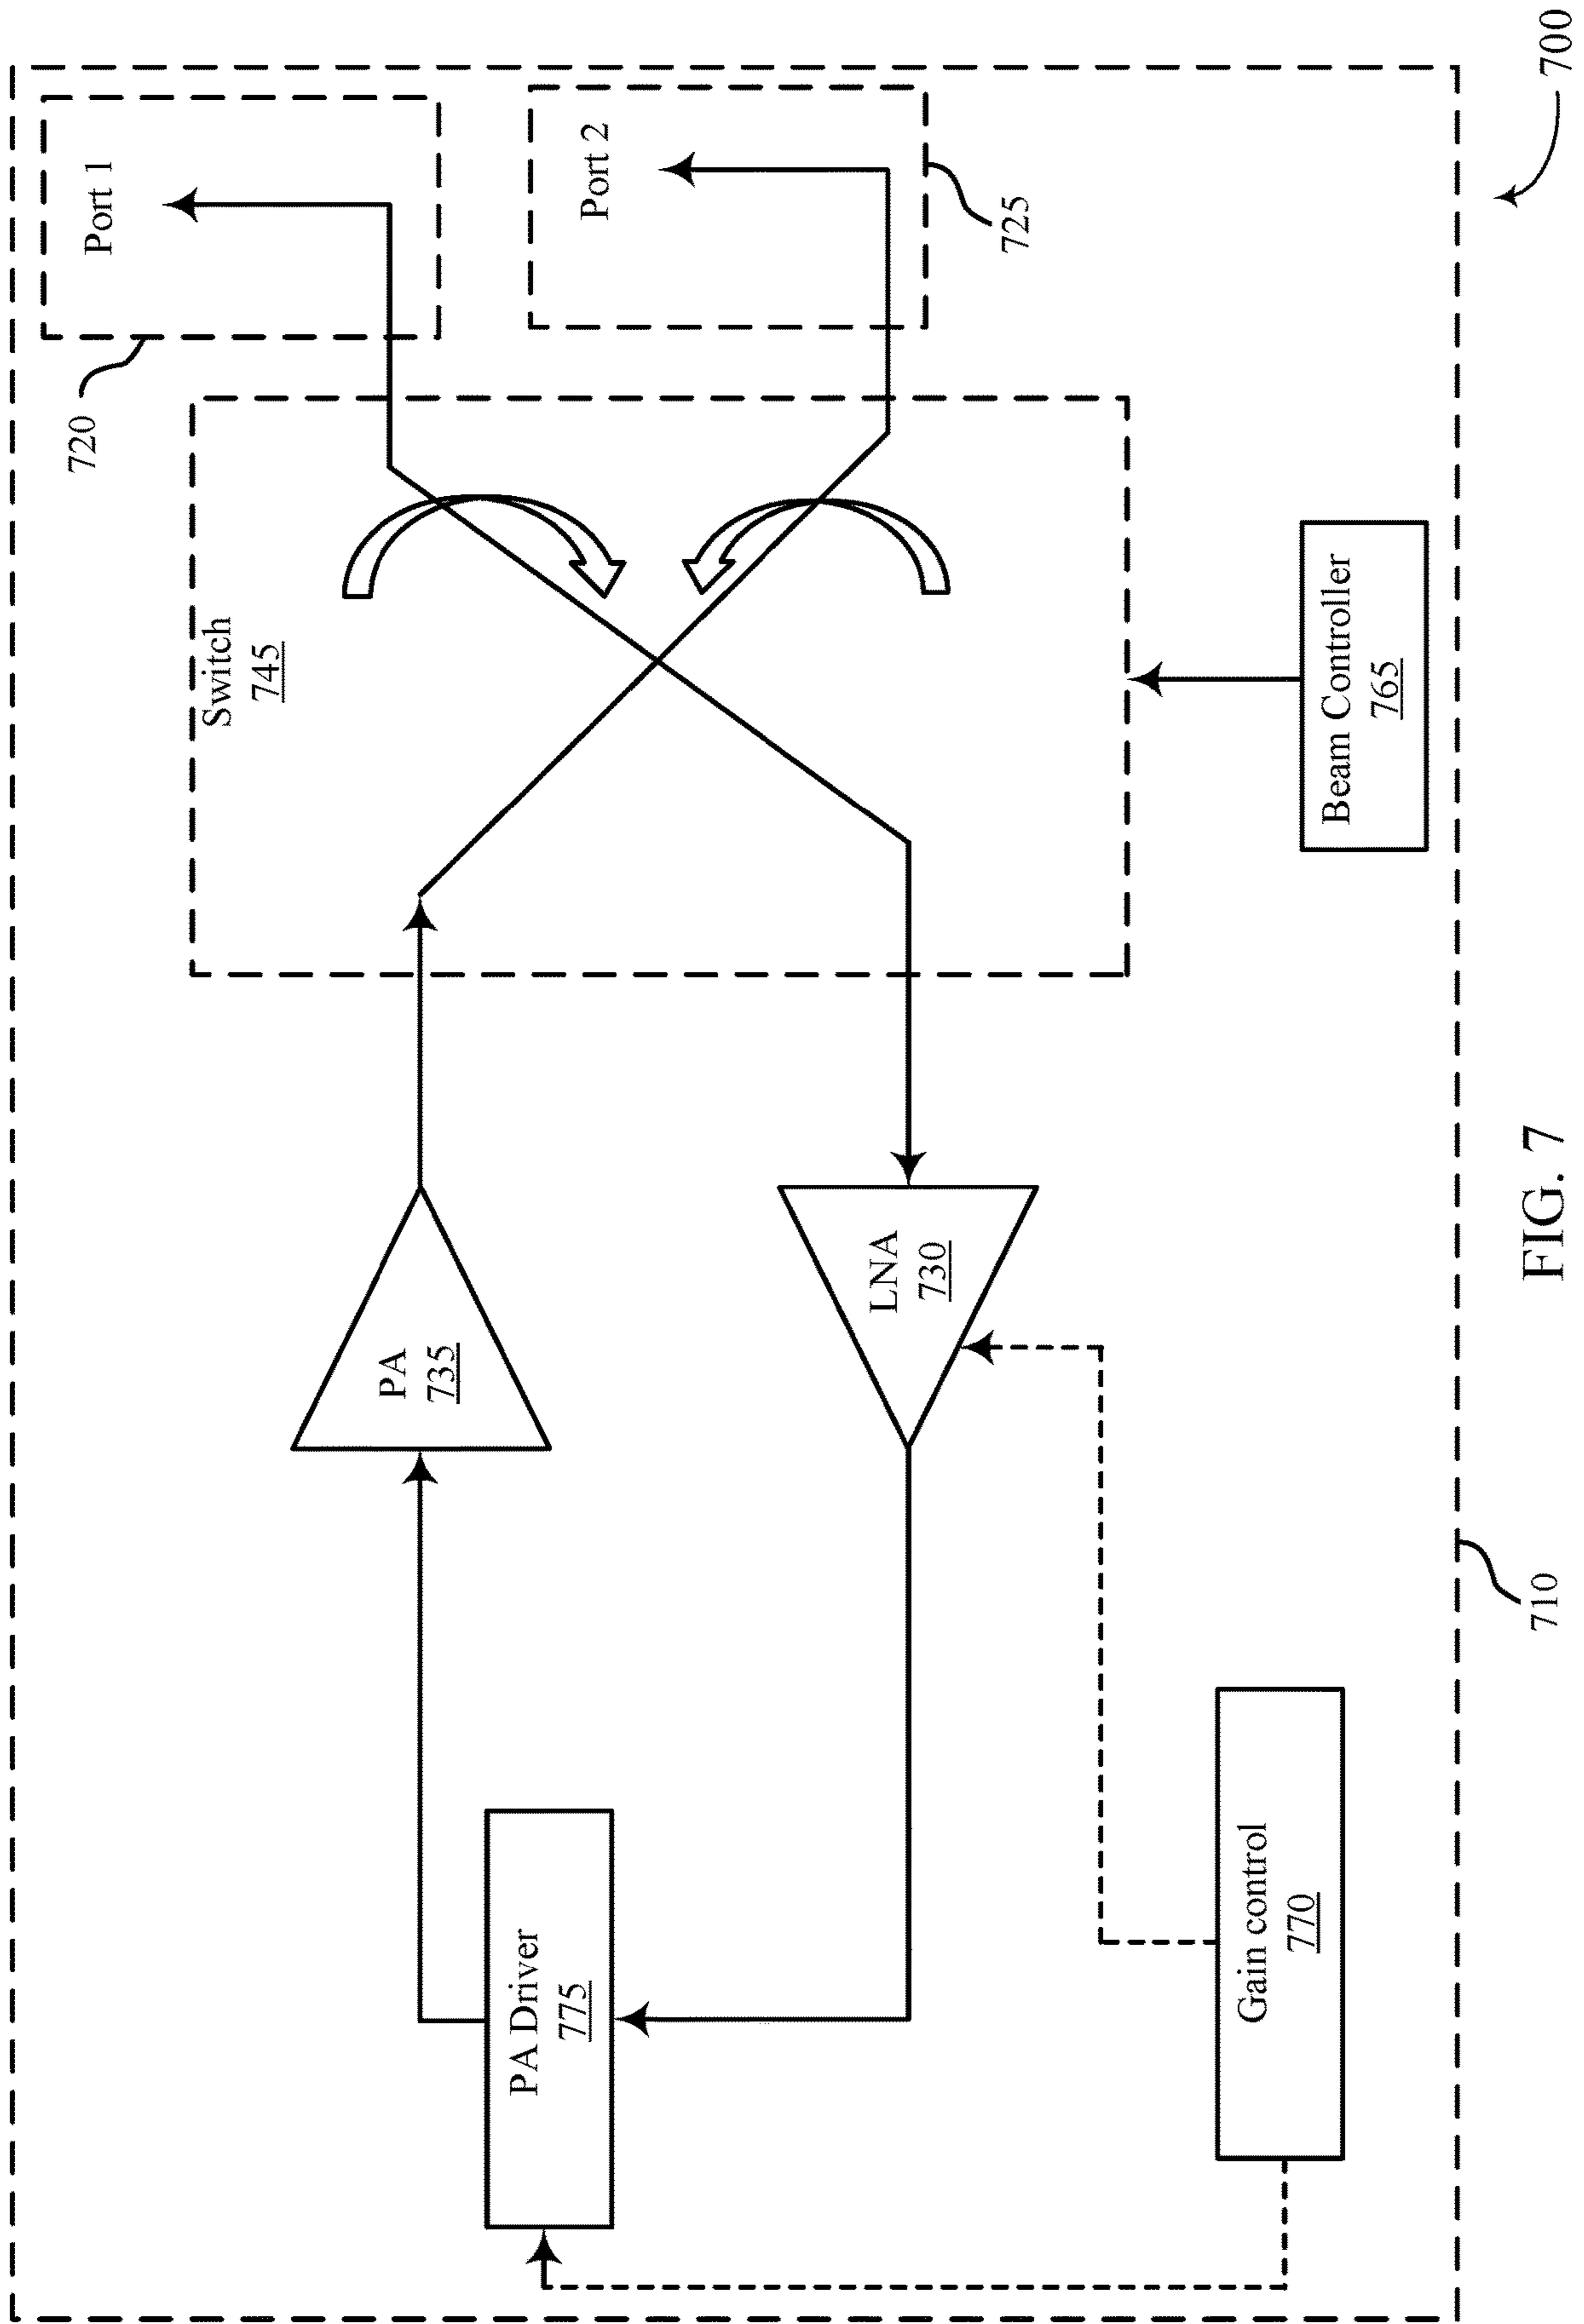 700
Port 1
720
Port 2
725
Switch
745
Beam Controller
765
PA
735
LNA
730
PA Driver
775
Gain control
770
710
FIG. 7